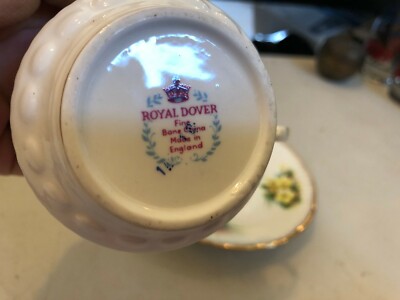 ROYAL DOVER
Fine
Bone China
Made in
England